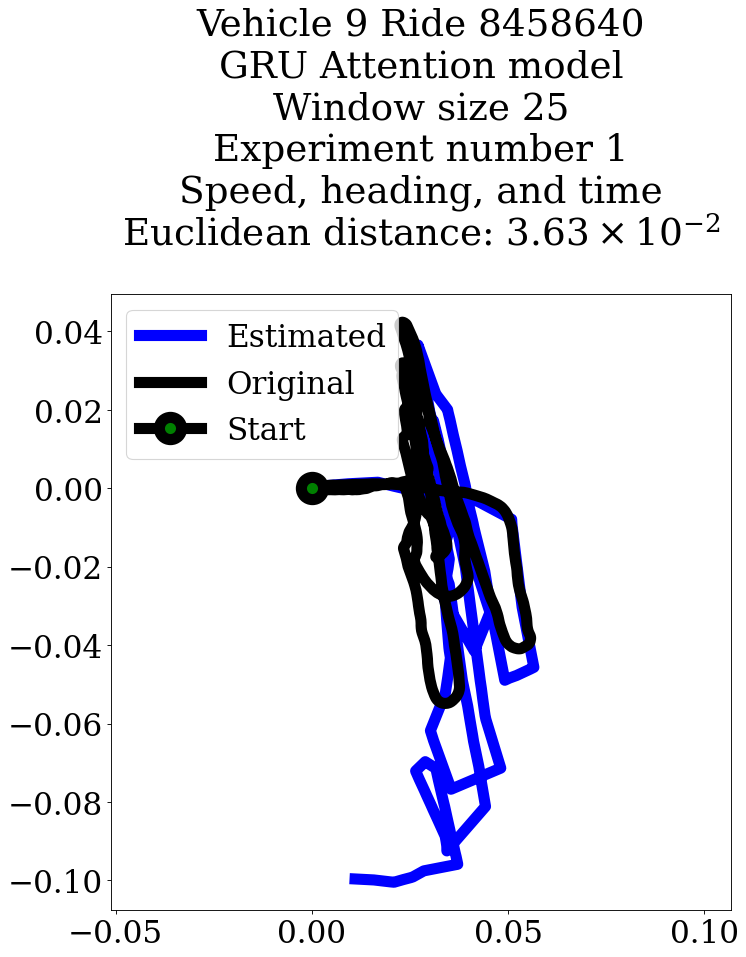 Vehicle 9 Ride 8458640
GRU Attention model
Window size 25
Experiment number 1
Speed, heading, and time
Euclidean distance: 3.63 × 10⁻²
Estimated
Original
Start
0.04
0.02
0.00
−0.02
−0.04
−0.06
−0.08
−0.10
−0.05 0.00 0.05 0.10